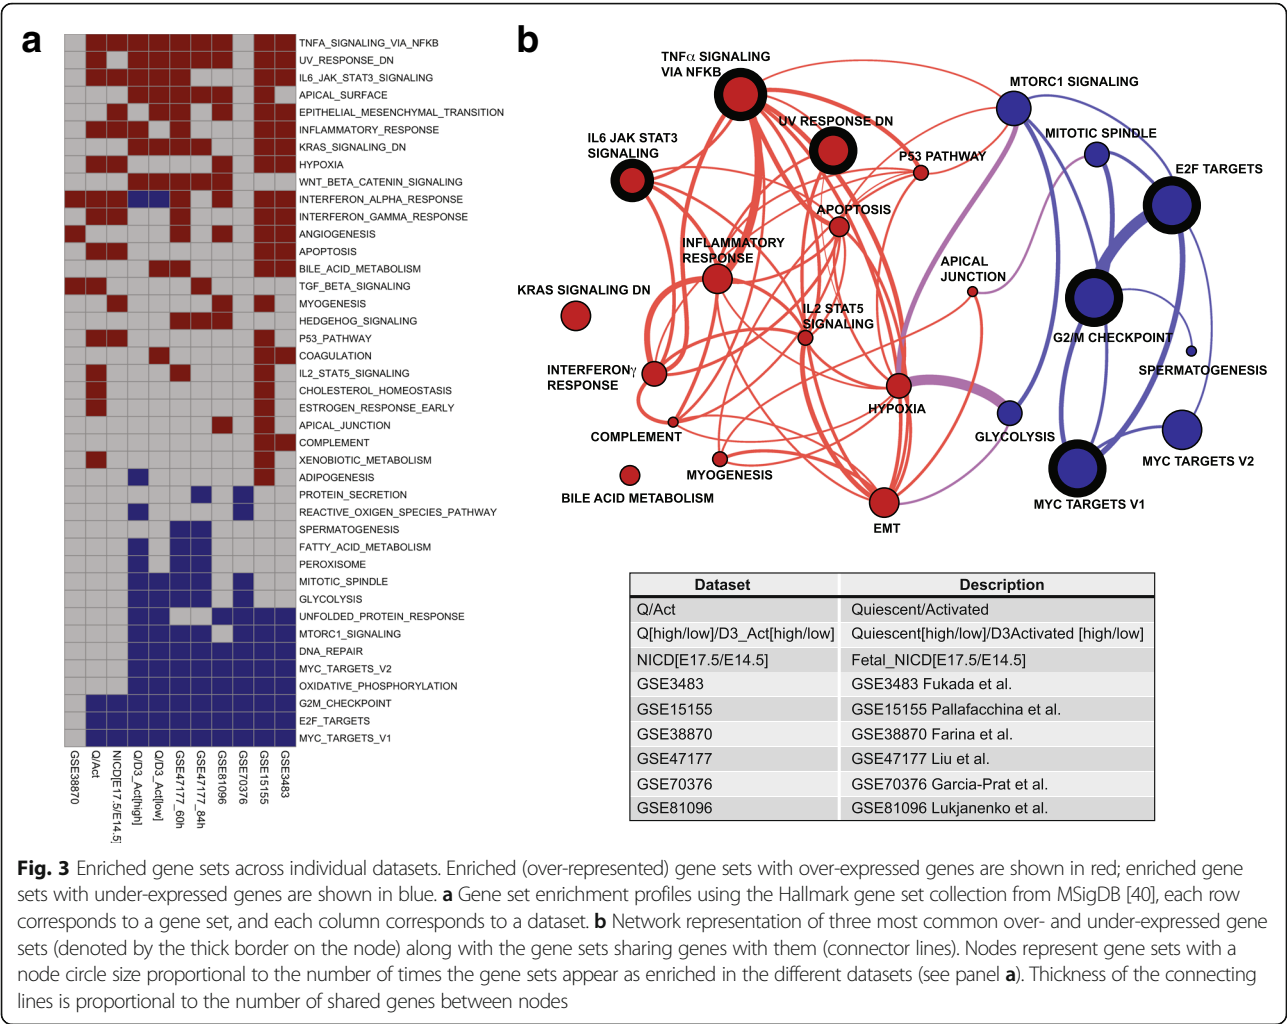 a
TNFA_SIGNALING_VIA_NFKB
UV_RESPONSE_DN
IL6_JAK_STAT3_SIGNALING
APICAL_SURFACE
EPITHELIAL_MESENCHYMAL_TRANSITION
INFLAMMATORY_RESPONSE
KRAS_SIGNALING_DN
HYPOXIA
WNT_BETA_CATENIN_SIGNALING
INTERFERON_ALPHA_RESPONSE
INTERFERON_GAMMA_RESPONSE
ANGIOGENESIS
APOPTOSIS
BILE_ACID_METABOLISM
TGF_BETA_SIGNALING
MYOGENESIS
HEDGEHOG_SIGNALING
P53_PATHWAY
COAGULATION
IL2_STAT5_SIGNALING
CHOLESTEROL_HOMEOSTASIS
ESTROGEN_RESPONSE_EARLY
APICAL_JUNCTION
COMPLEMENT
XENOBIOTIC_METABOLISM
ADIPOGENESIS
PROTEIN_SECRETION
REACTIVE_OXIGEN_SPECIES_PATHWAY
SPERMATOGENESIS
FATTY_ACID_METABOLISM
PEROXISOME
MITOTIC_SPINDLE
GLYCOLYSIS
UNFOLDED_PROTEIN_RESPONSE
MTORC1_SIGNALING
DNA_REPAIR
MYC_TARGETS_V2
OXIDATIVE_PHOSPHORYLATION
G2M_CHECKPOINT
E2F_TARGETS
MYC_TARGETS_V1
GSE38870
Q/Act
NICD[E17.5/E14.5]
Q/D3_Act[high]
Q/D3_Act[low]
GSE47177_60h
GSE47177_84h
GSE81096
GSE70376
GSE15155
GSE3483
b
TNFα SIGNALING
VIA NFKB
MTORC1 SIGNALING
UV RESPONSE DN
MITOTIC SPINDLE
IL6 JAK STAT3
SIGNALING
P53 PATHWAY
E2F TARGETS
APOPTOSIS
INFLAMMATORY
RESPONSE
APICAL
JUNCTION
KRAS SIGNALING DN
IL2 STAT5
SIGNALING
G2/M CHECKPOINT
SPERMATOGENESIS
INTERFERONγ
RESPONSE
HYPOXIA
GLYCOLYSIS
COMPLEMENT
MYC TARGETS V2
MYOGENESIS
BILE ACID METABOLISM
MYC TARGETS V1
EMT
Dataset Description
Q/Act Quiescent/Activated
Q[high/low]/D3_Act[high/low] Quiescent[high/low]/D3Activated [high/low]
NICD[E17.5/E14.5] Fetal_NICD[E17.5/E14.5]
GSE3483 GSE3483 Fukada et al.
GSE15155 GSE15155 Pallafacchina et al.
GSE38870 GSE38870 Farina et al.
GSE47177 GSE47177 Liu et al.
GSE70376 GSE70376 Garcia-Prat et al.
GSE81096 GSE81096 Lukjanenko et al.
Fig. 3 Enriched gene sets across individual datasets. Enriched (over-represented) gene sets with over-expressed genes are shown in red; enriched gene
sets with under-expressed genes are shown in blue. a Gene set enrichment profiles using the Hallmark gene set collection from MSigDB [40], each row
corresponds to a gene set, and each column corresponds to a dataset. b Network representation of three most common over- and under-expressed gene
sets (denoted by the thick border on the node) along with the gene sets sharing genes with them (connector lines). Nodes represent gene sets with a
node circle size proportional to the number of times the gene sets appear as enriched in the different datasets (see panel a). Thickness of the connecting
lines is proportional to the number of shared genes between nodes